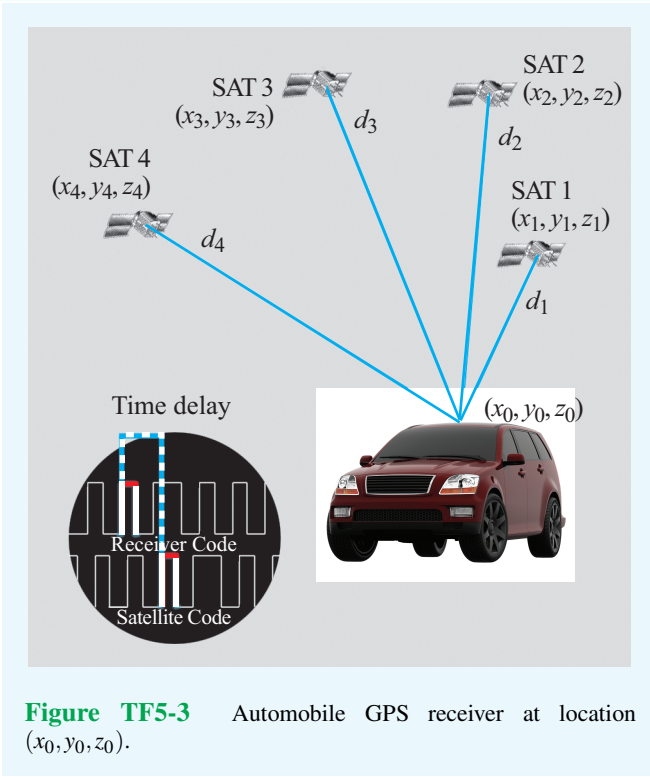 SAT 3
(x3, y3, z3)
d3
SAT 2
(x2, y2, z2)
d2
SAT 4
(x4, y4, z4)
d4
SAT 1
(x1, y1, z1)
d1
(x0, y0, z0)
Time delay
Receiver Code
Satellite Code
Figure TF5-3 Automobile GPS receiver at location
(x0, y0, z0).